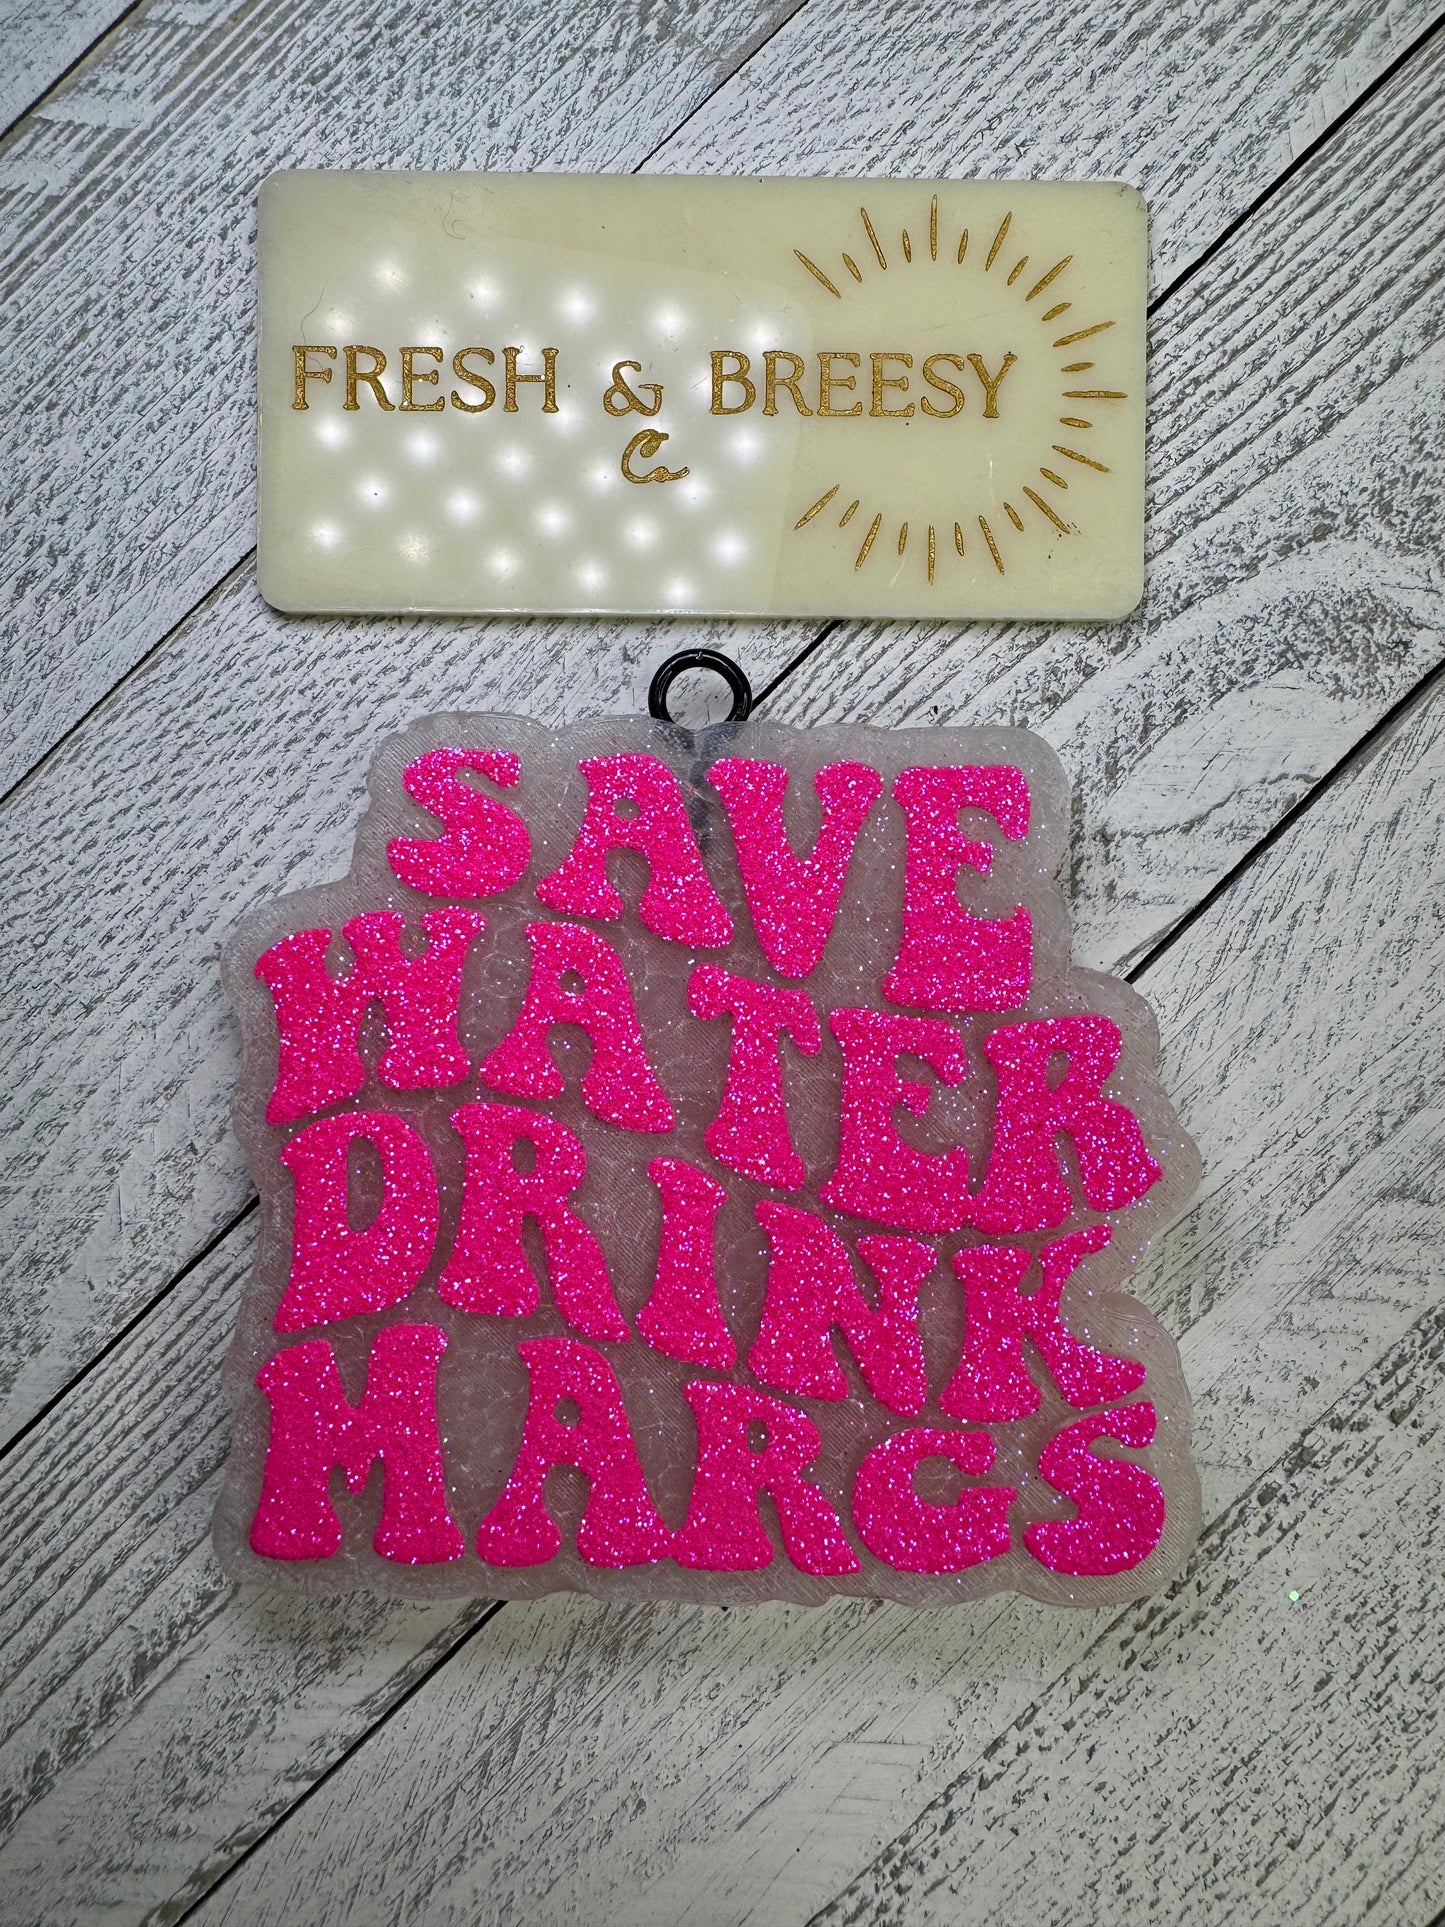 FRESH & BREESY
Co
SAVE
WATER
DRINK
MARGS